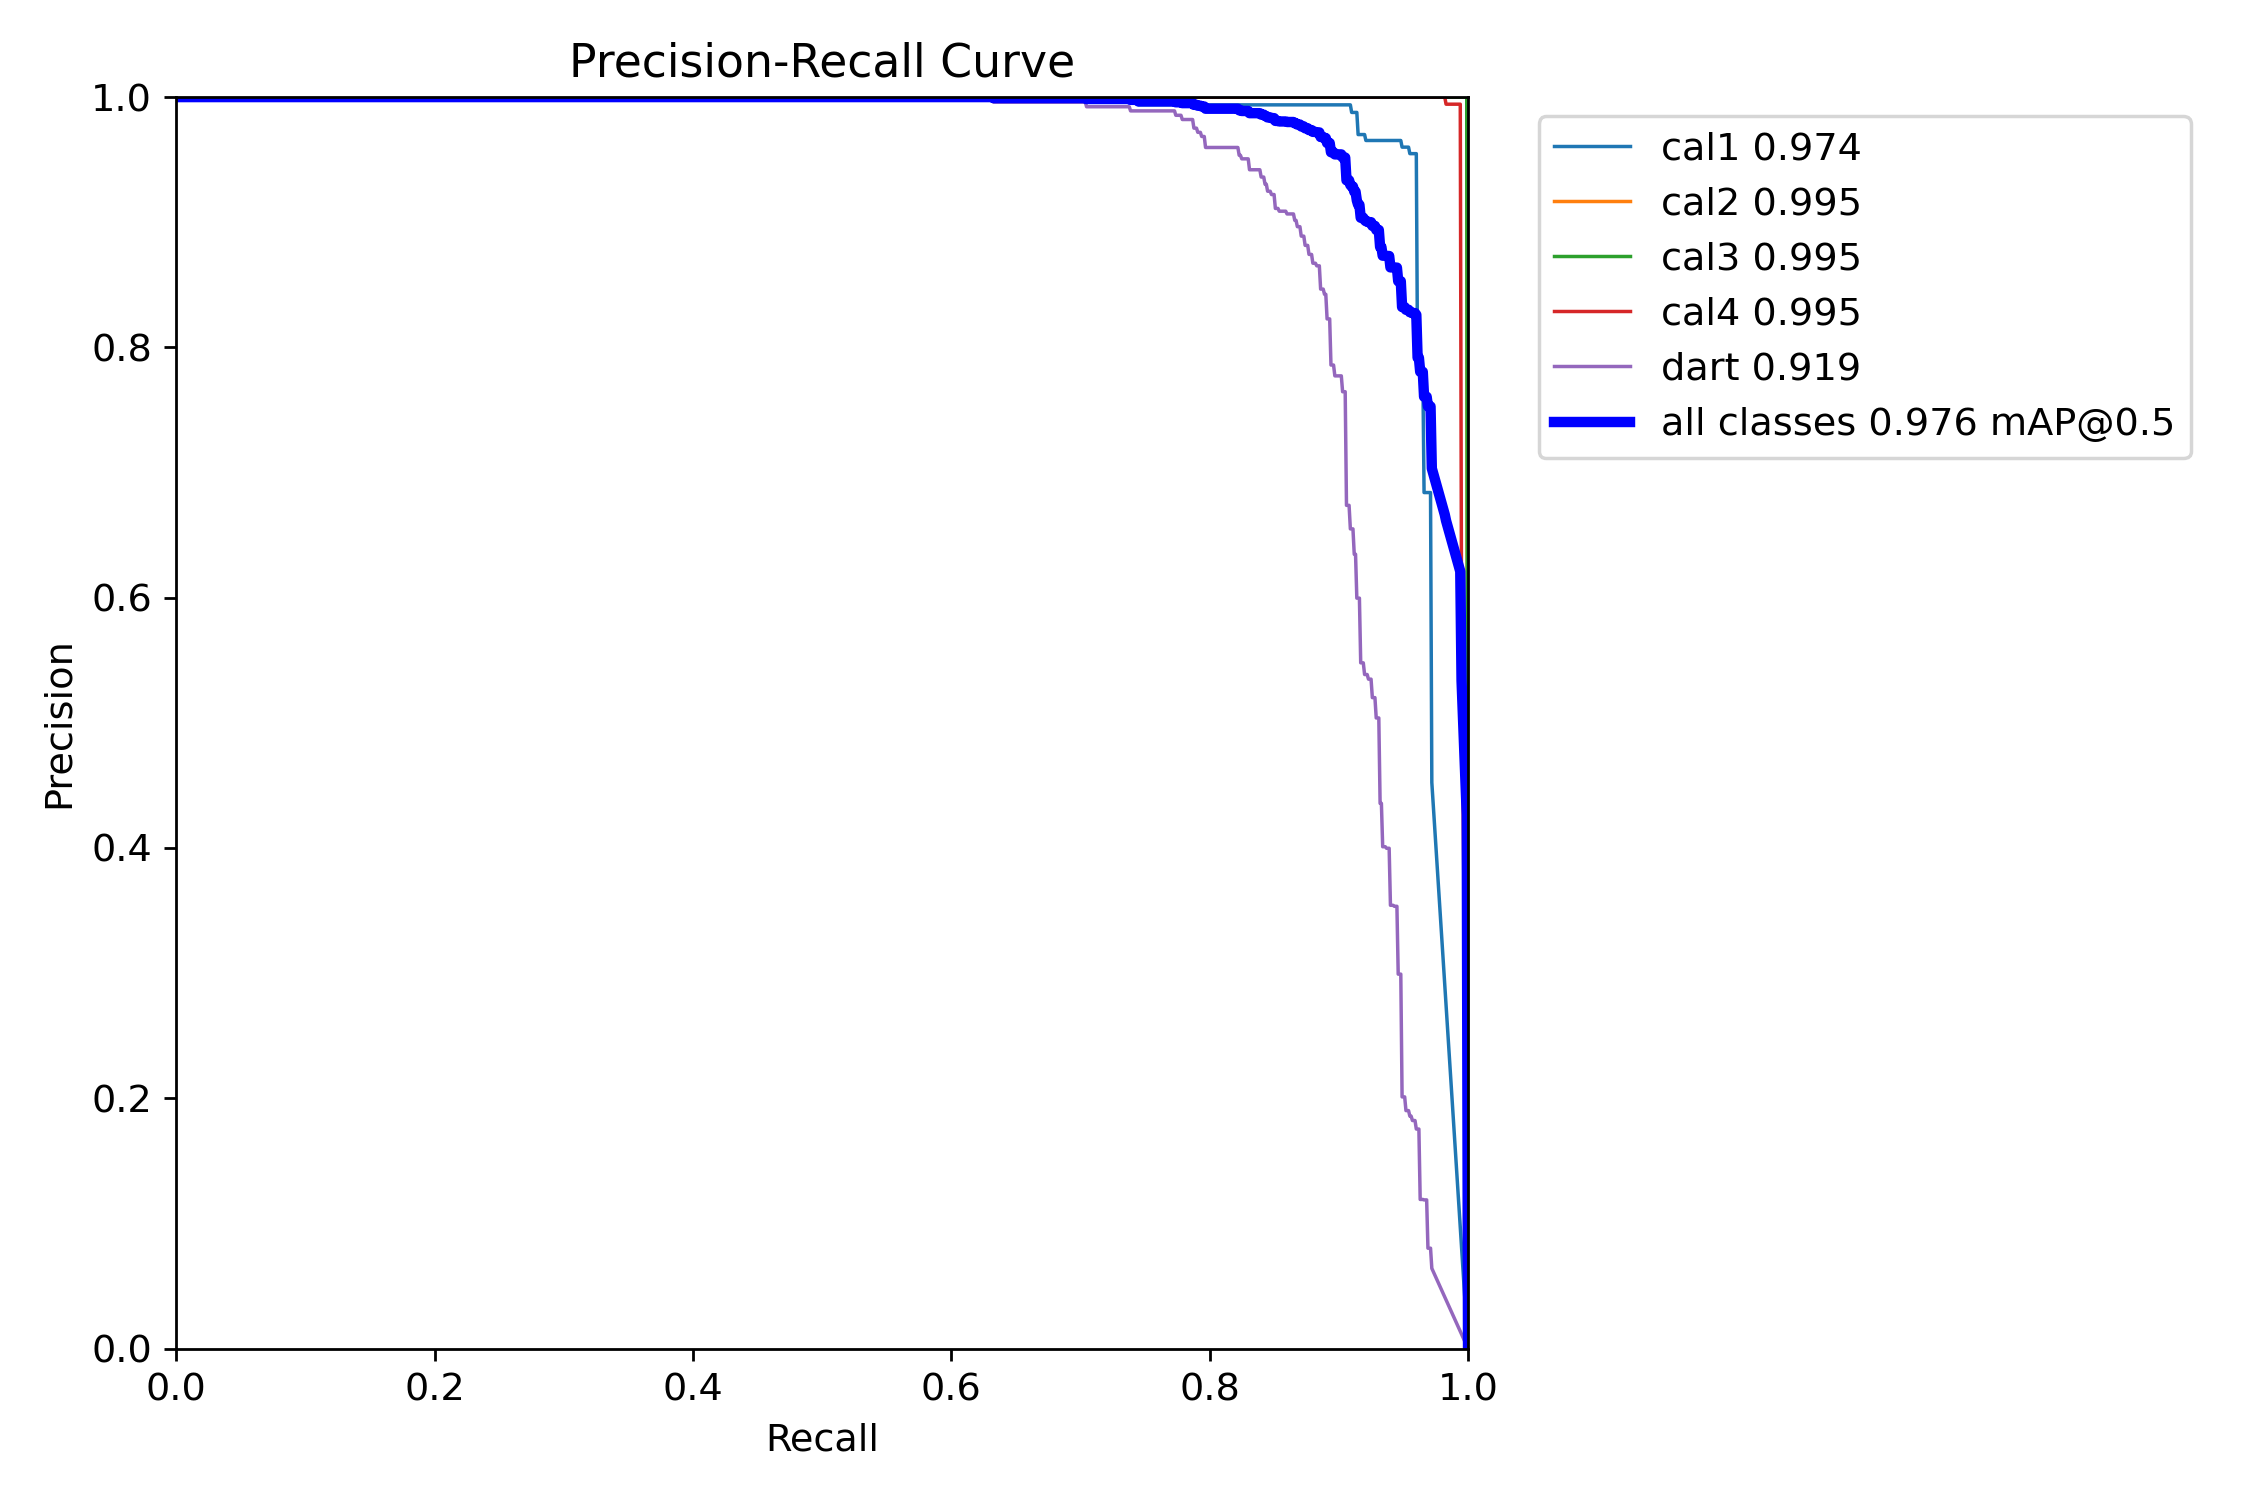 Precision-Recall Curve
1.0
0.8
0.6
0.4
0.2
0.0
Precision
0.0 0.2 0.4 0.6 0.8 1.0
Recall
cal1 0.974
cal2 0.995
cal3 0.995
cal4 0.995
dart 0.919
all classes 0.976 mAP@0.5